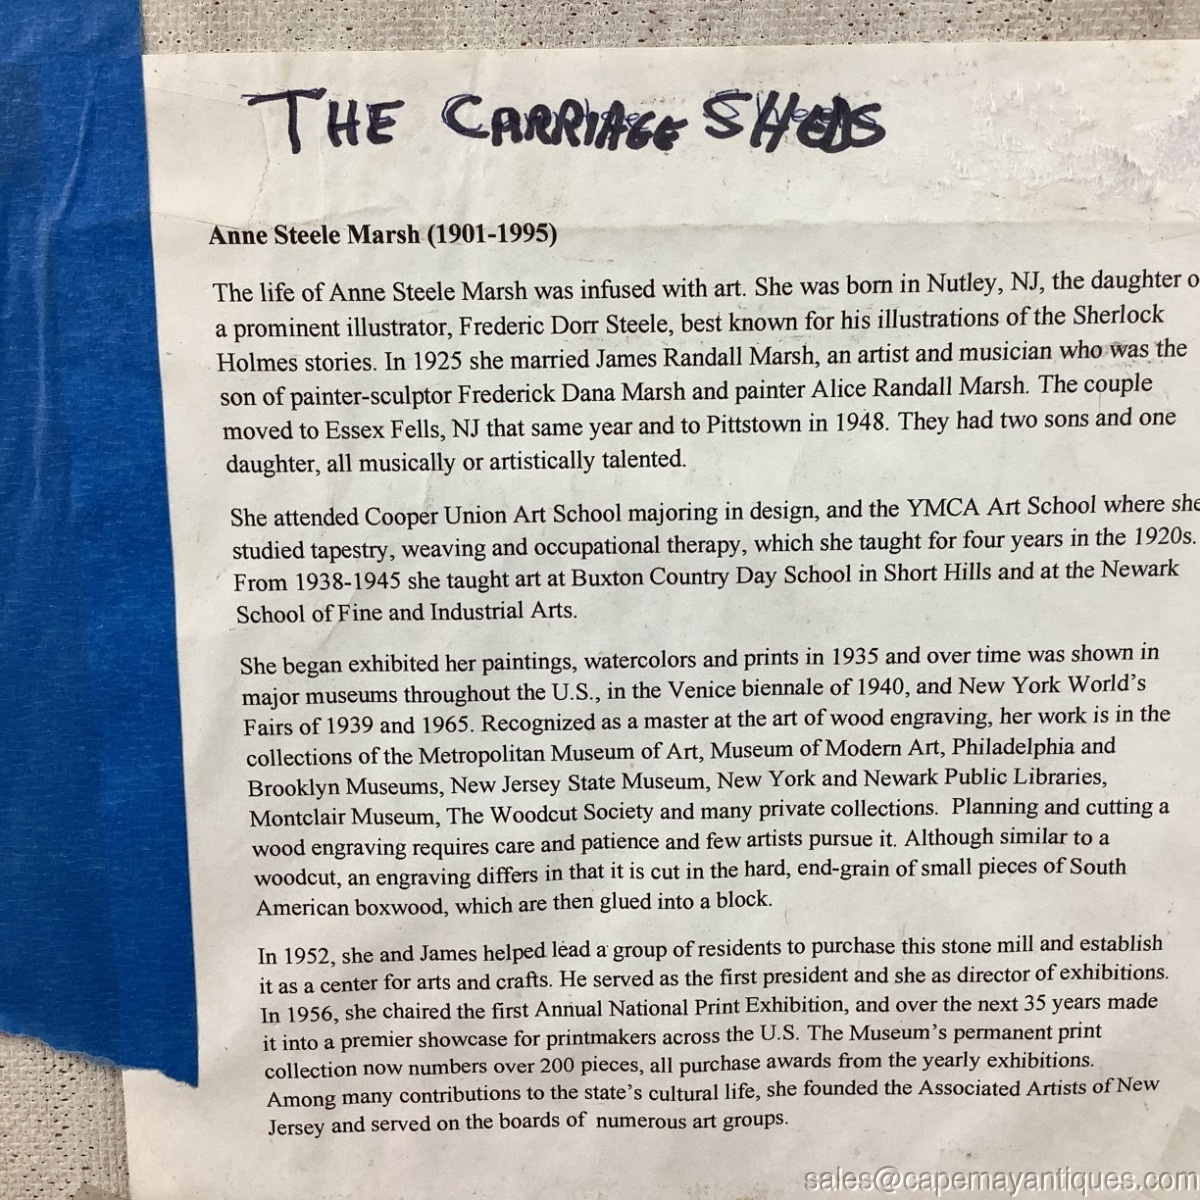 THE CARRIAGE SHEDS
Anne Steele Marsh (1901-1995)
The life of Anne Steele Marsh was infused with art. She was born in Nutley, NJ, the daughter o
a prominent illustrator, Frederic Dorr Steele, best known for his illustrations of the Sherlock
Holmes stories. In 1925 she married James Randall Marsh, an artist and musician who was the
son of painter-sculptor Frederick Dana Marsh and painter Alice Randall Marsh. The couple
moved to Essex Fells, NJ that same year and to Pittstown in 1948. They had two sons and one
daughter, all musically or artistically talented.
She attended Cooper Union Art School majoring in design, and the YMCA Art School where she
studied tapestry, weaving and occupational therapy, which she taught for four years in the 1920s.
From 1938-1945 she taught art at Buxton Country Day School in Short Hills and at the Newark
School of Fine and Industrial Arts.
She began exhibited her paintings, watercolors and prints in 1935 and over time was shown in
major museums throughout the U.S., in the Venice biennale of 1940, and New York World's
Fairs of 1939 and 1965. Recognized as a master at the art of wood engraving, her work is in the
collections of the Metropolitan Museum of Art, Museum of Modern Art, Philadelphia and
Brooklyn Museums, New Jersey State Museum, New York and Newark Public Libraries,
Montclair Museum, The Woodcut Society and many private collections. Planning and cutting a
wood engraving requires care and patience and few artists pursue it. Although similar to a
woodcut, an engraving differs in that it is cut in the hard, end-grain of small pieces of South
American boxwood, which are then glued into a block.
In 1952, she and James helped lead a group of residents to purchase this stone mill and establish
it as a center for arts and crafts. He served as the first president and she as director of exhibitions.
In 1956, she chaired the first Annual National Print Exhibition, and over the next 35 years made
it into a premier showcase for printmakers across the U.S. The Museum's permanent print
collection now numbers over 200 pieces, all purchase awards from the yearly exhibitions.
Among many contributions to the state's cultural life, she founded the Associated Artists of New
Jersey and served on the boards of numerous art groups.
sales@capemayantiques.com